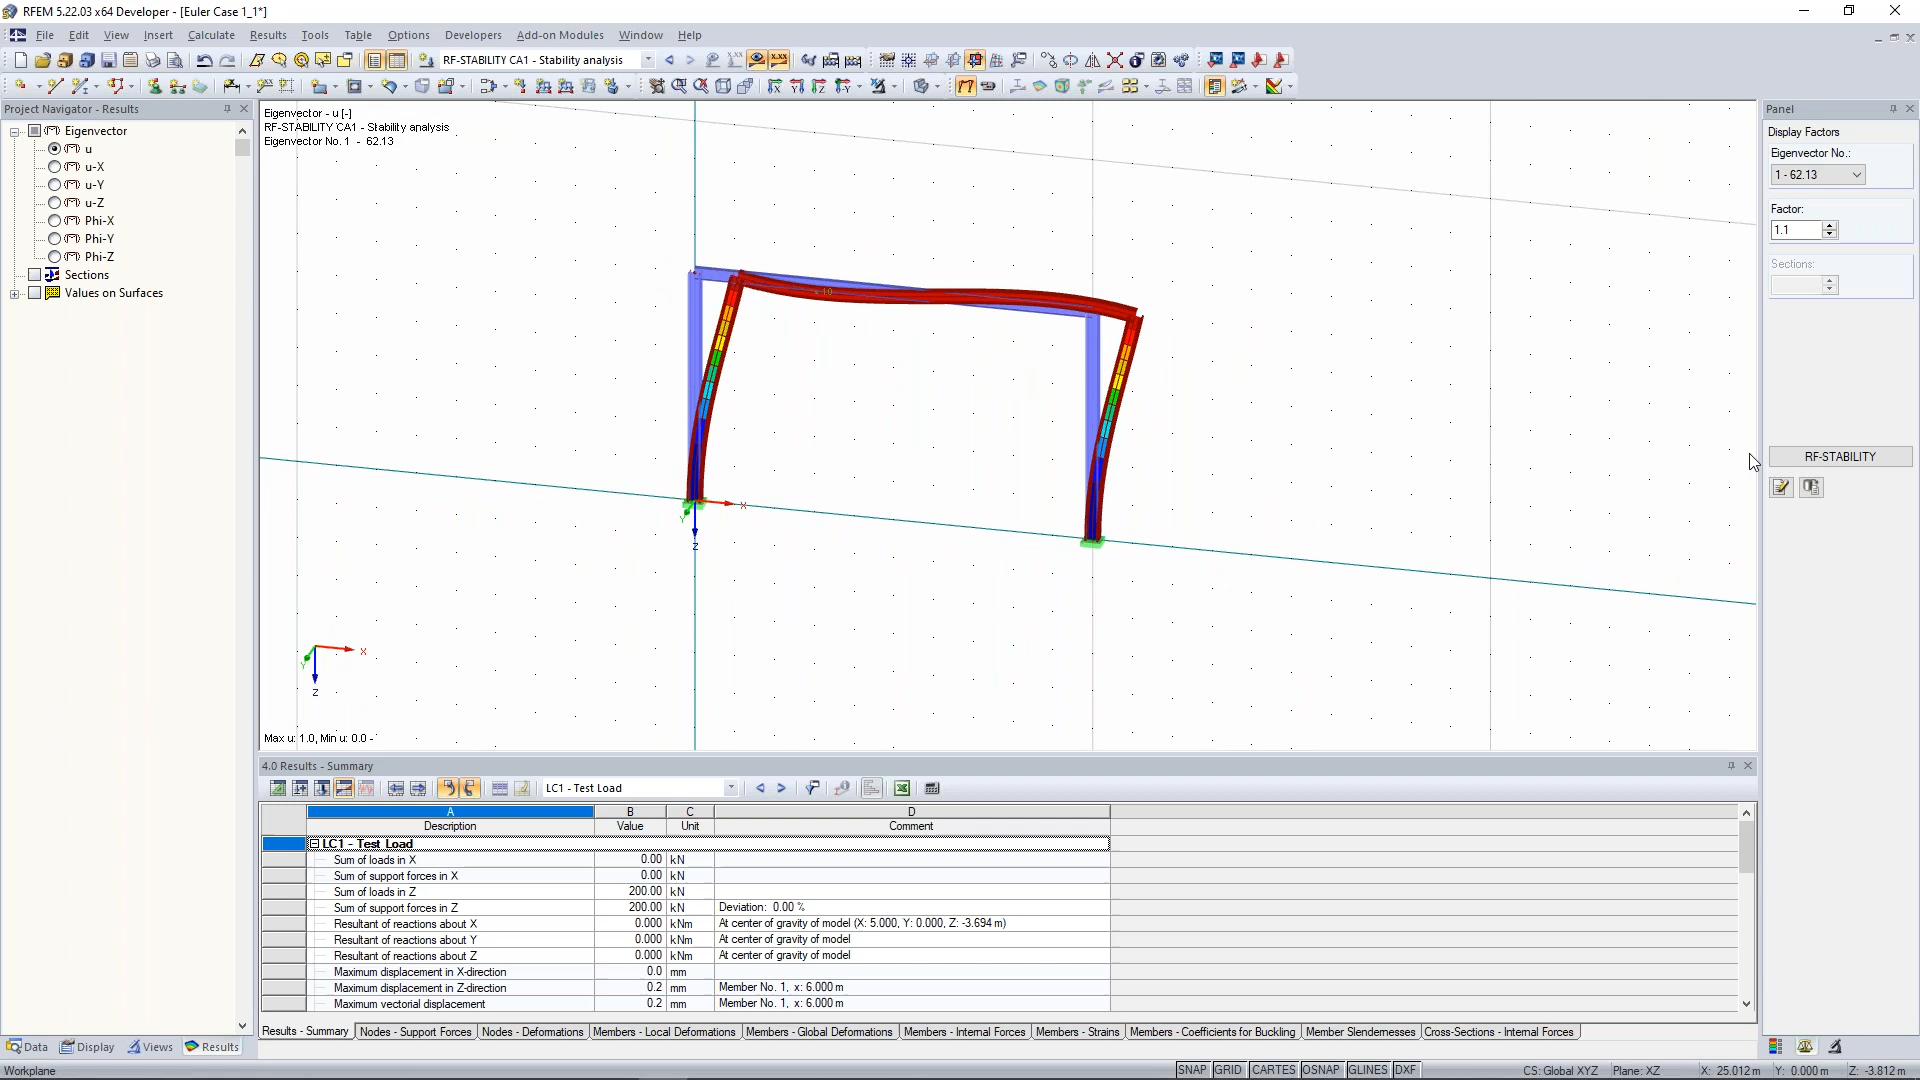 RFEM 5.22.03 x64 Developer - [Euler Case 1_1*]
File Edit View Insert Calculate Results Tools Table Options Developers Add-on Modules Window Help
RF-STABILITY CA1 - Stability analysis
Project Navigator - Results
Eigenvector
u
u-X
u-Y
u-Z
Phi-X
Phi-Y
Phi-Z
Sections
Values on Surfaces
Data Display Views Results
Eigenvector - u [-]
RF-STABILITY CA1 - Stability analysis
Eigenvector No. 1 - 62.13
X
Y
Z
X
Y
Z
Max u: 1.0, Min u: 0.0 -
Panel
Display Factors
Eigenvector No.:
1 - 62.13
Factor:
1.1
Sections:
RF-STABILITY
4.0 Results - Summary
LC1 - Test Load
A B C D
Description Value Unit Comment
LC1 - Test Load
Sum of loads in X 0.00 kN
Sum of support forces in X 0.00 kN
Sum of loads in Z 200.00 kN
Sum of support forces in Z 200.00 kN Deviation: 0.00 %
Resultant of reactions about X 0.000 kNm At center of gravity of model (X: 5.000, Y: 0.000, Z: -3.694 m)
Resultant of reactions about Y 0.000 kNm At center of gravity of model
Resultant of reactions about Z 0.000 kNm At center of gravity of model
Maximum displacement in X-direction 0.0 mm
Maximum displacement in Z-direction 0.2 mm Member No. 1, x: 6.000 m
Maximum vectorial displacement 0.2 mm Member No. 1, x: 6.000 m
Results - Summary Nodes - Support Forces Nodes - Deformations Members - Local Deformations Members - Global Deformations Members - Internal Forces Members - Strains Members - Coefficients for Buckling Member Slendernesses Cross-Sections - Internal Forces
Workplane SNAP GRID CARTES OSNAP GLINES DXF CS: Global XYZ Plane: XZ X: 25.012 m Y: 0.000 m Z: -3.812 m